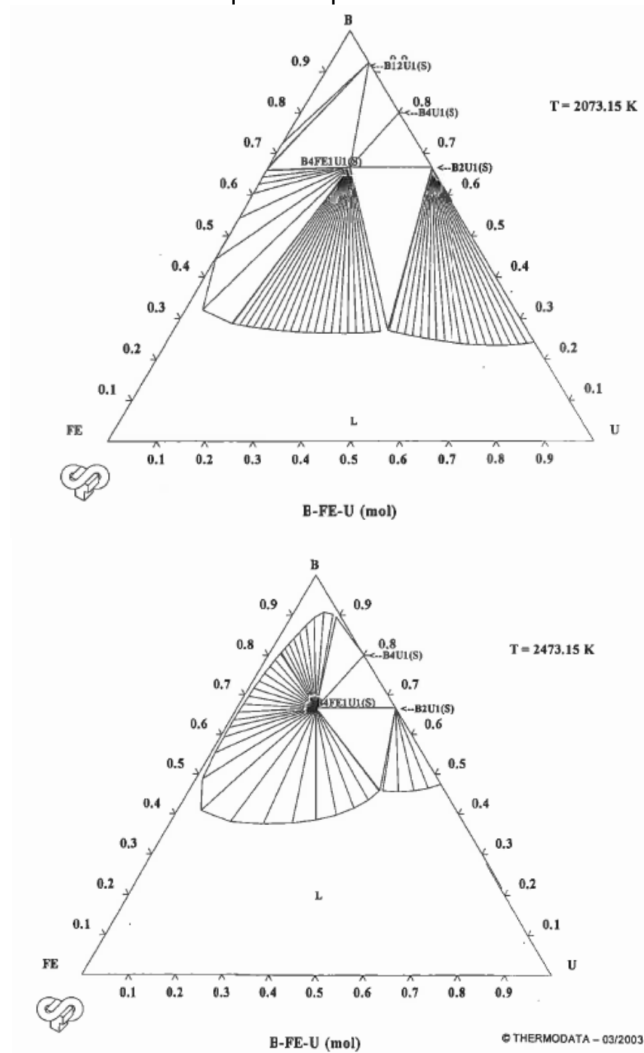 B
0.9
<--B12U1(S)
0.8
0.8
<--B4U1(S)
T = 2073.15 K
0.7
0.7
B4FE1U1(S)
<--B2U1(S)
0.6
0.6
0.5
0.5
0.4
0.4
0.3
0.3
0.2
0.2
0.1
0.1
FE
L
U
0.1 0.2 0.3 0.4 0.5 0.6 0.7 0.8 0.9
B-FE-U (mol)
B
0.9
0.9
0.8
0.8
<--B4U1(S)
T = 2473.15 K
0.7
0.7
B4FE1U1(S)
<--B2U1(S)
0.6
0.6
0.5
0.5
0.4
0.4
0.3
0.3
0.2
0.2
L
0.1
0.1
FE
U
0.1 0.2 0.3 0.4 0.5 0.6 0.7 0.8 0.9
B-FE-U (mol)
© THERMODATA – 03/2003